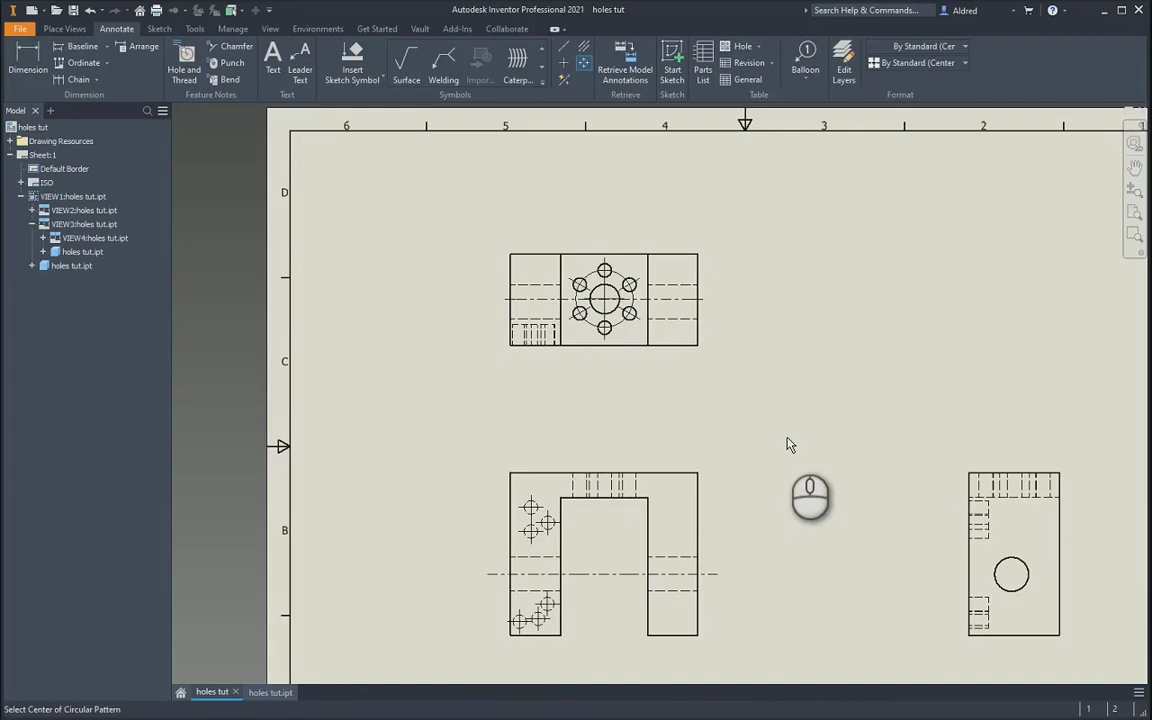 Autodesk Inventor Professional 2021 holes tut
Search Help & Commands...
Aldred
File Place Views Annotate Sketch Tools Manage View Environments Get Started Vault Add-Ins Collaborate
Dimension
Baseline
Arrange
Ordinate
Chain
Dimension
Hole and Thread
Chamfer
Punch
Bend
Feature Notes
Text
Leader Text
Text
Insert Sketch Symbol
Surface
Welding
Impor...
Caterp...
Symbols
Retrieve Model Annotations
Retrieve
Start Sketch
Sketch
Parts List
Hole
Revision
General
Table
Balloon
Edit Layers
By Standard (Cer
By Standard (Center
Format
Model
holes tut
Drawing Resources
Sheet:1
Default Border
ISO
VIEW1:holes tut.ipt
VIEW2:holes tut.ipt
VIEW3:holes tut.ipt
VIEW4:holes tut.ipt
holes tut.ipt
holes tut.ipt
6 5 4 3 2 1
D
C
B
holes tut holes tut.ipt
Select Center of Circular Pattern
1 2